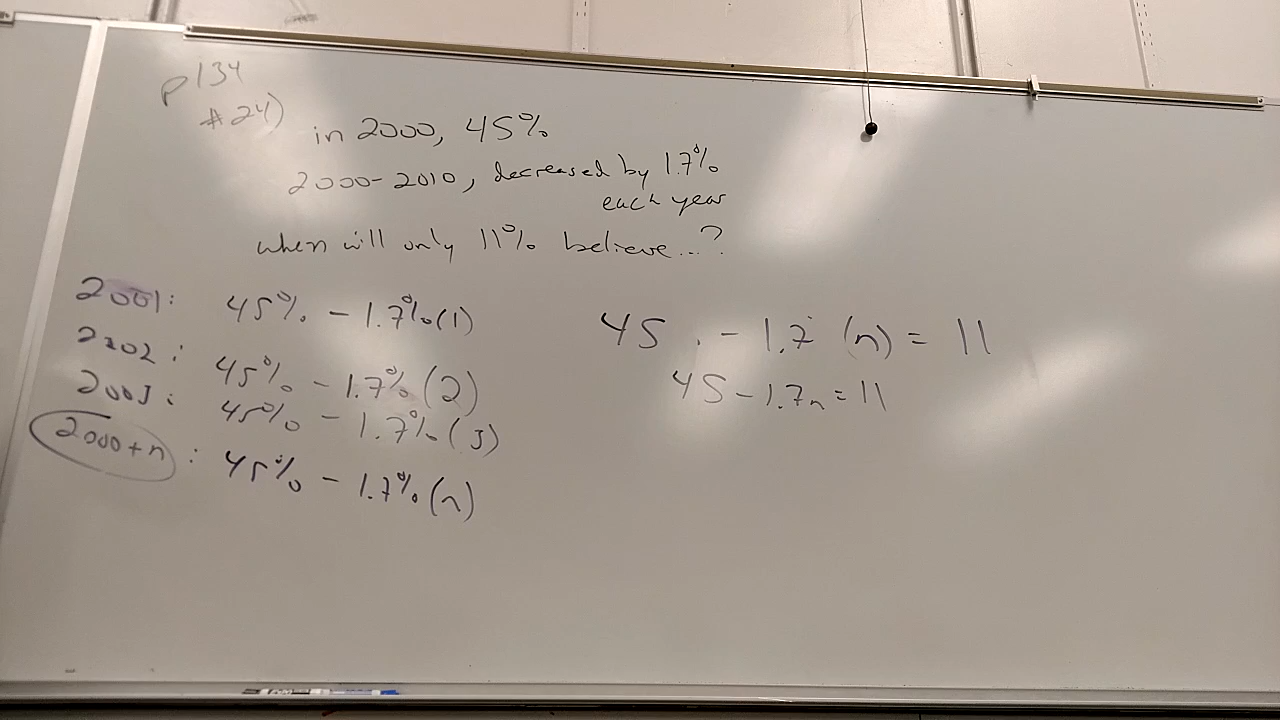 p134
#24)
in 2000, 45%
2000-2010, decreased by 1.7%
each year
when will only 11% believe...?
2001: 45% - 1.7%(1)
2002: 45% - 1.7%(2)
2003: 45% - 1.7%(3)
2000+n: 45% - 1.7%(n)
45 - 1.7 (n) = 11
45 - 1.7n = 11